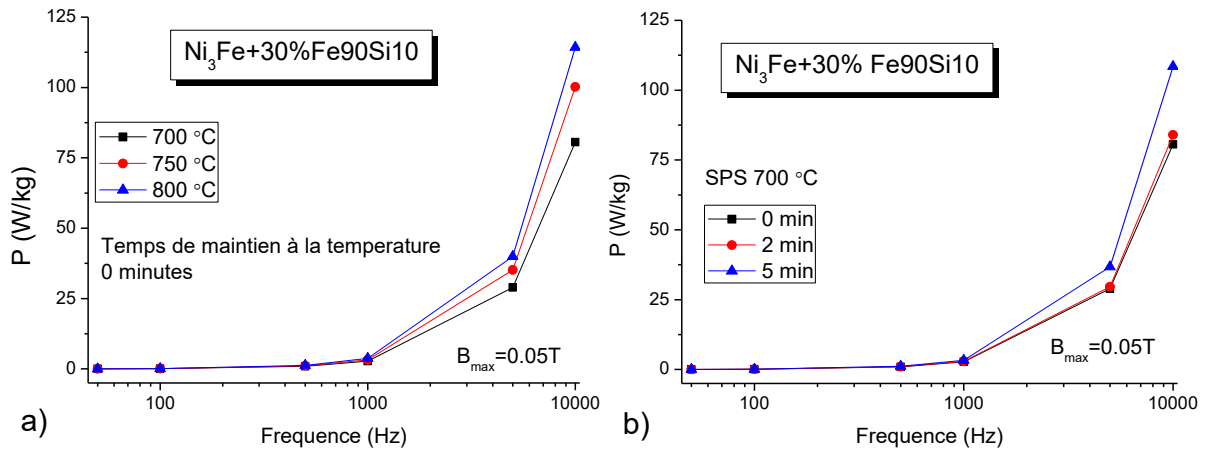 125
100
75
50
25
0
P (W/kg)
Ni3Fe+30%Fe90Si10
700 °C
750 °C
800 °C
Temps de maintien à la temperature
0 minutes
Bmax=0.05T
100
1000
10000
Frequence (Hz)
a)
125
100
75
50
25
0
P (W/kg)
Ni3Fe+30% Fe90Si10
SPS 700 °C
0 min
2 min
5 min
Bmax=0.05T
100
1000
10000
Frequence (Hz)
b)